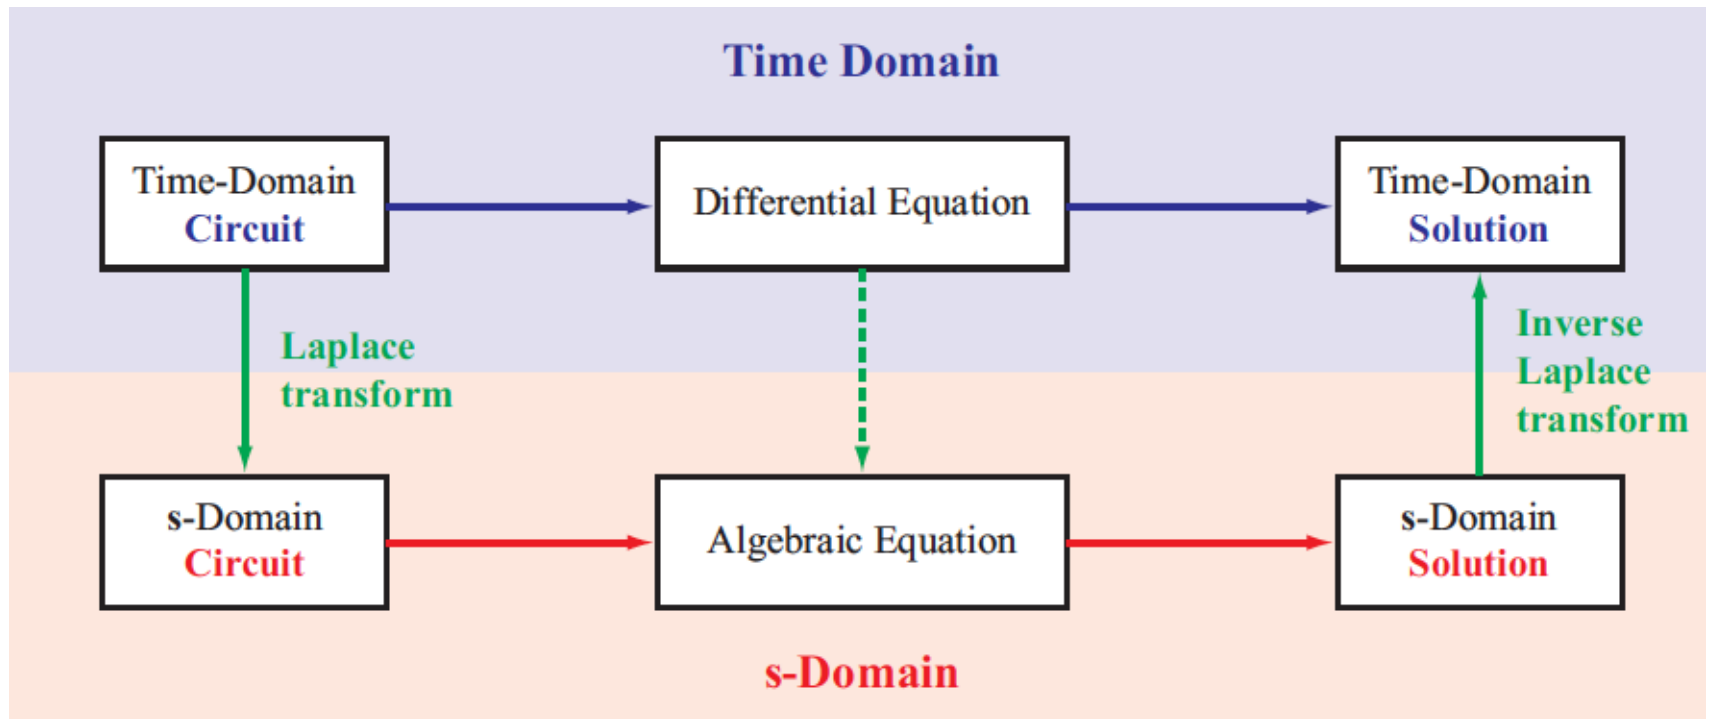 Time Domain
Time-Domain
Circuit
Differential Equation
Time-Domain
Solution
Laplace
transform
Inverse
Laplace
transform
s-Domain
Circuit
Algebraic Equation
s-Domain
Solution
s-Domain